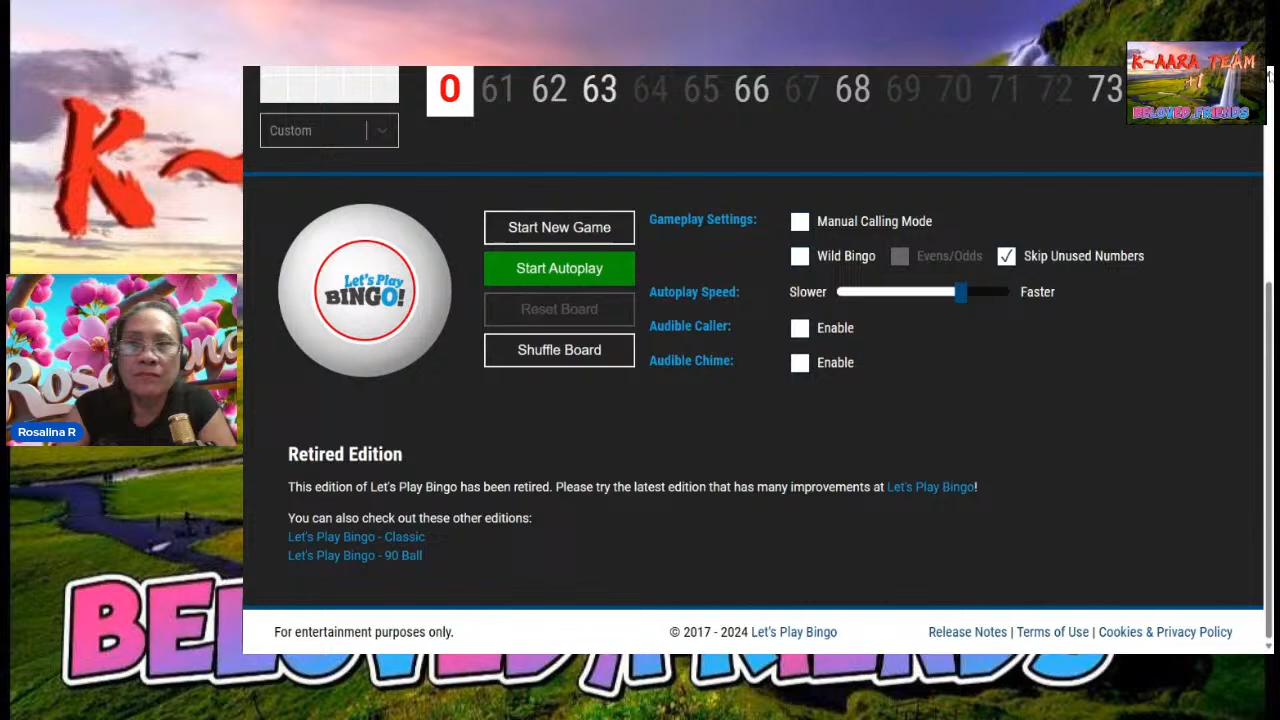 K~AARA TEAM
+1
BELOVED,FRIENDS
O 61 62 63 64 65 66 67 68 69 70 71 72 73
Custom
K~
Let's Play
BINGO!
Start New Game
Start Autoplay
Reset Board
Shuffle Board
Gameplay Settings:
Manual Calling Mode
Wild Bingo Evens/Odds Skip Unused Numbers
Autoplay Speed:
Slower Faster
Audible Caller:
Enable
Audible Chime:
Enable
Rosalina R
Retired Edition
This edition of Let's Play Bingo has been retired. Please try the latest edition that has many improvements at Let's Play Bingo!
You can also check out these other editions:
Let's Play Bingo - Classic
Let's Play Bingo - 90 Ball
For entertainment purposes only.
© 2017 - 2024 Let's Play Bingo
Release Notes | Terms of Use | Cookies & Privacy Policy
BELOVED,FRIENDS